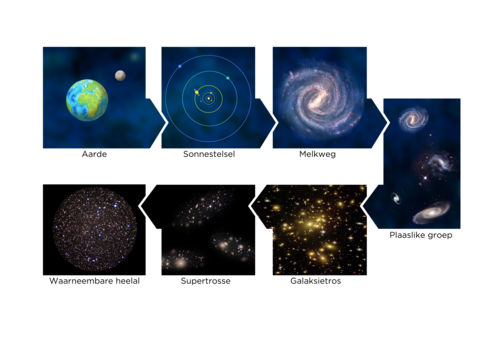 Aarde
Sonnestelsel
Melkweg
Plaaslike groep
Galaksietros
Supertrosse
Waarneembare heelal